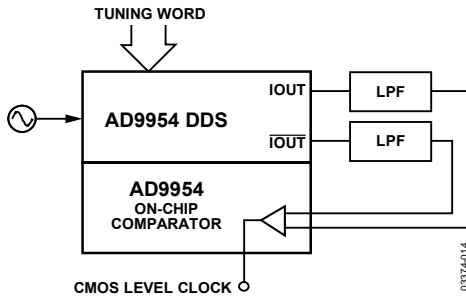 TUNING WORD
IOUT
LPF
AD9954 DDS
IOUT
LPF
AD9954
ON-CHIP
COMPARATOR
CMOS LEVEL CLOCK
03374-014